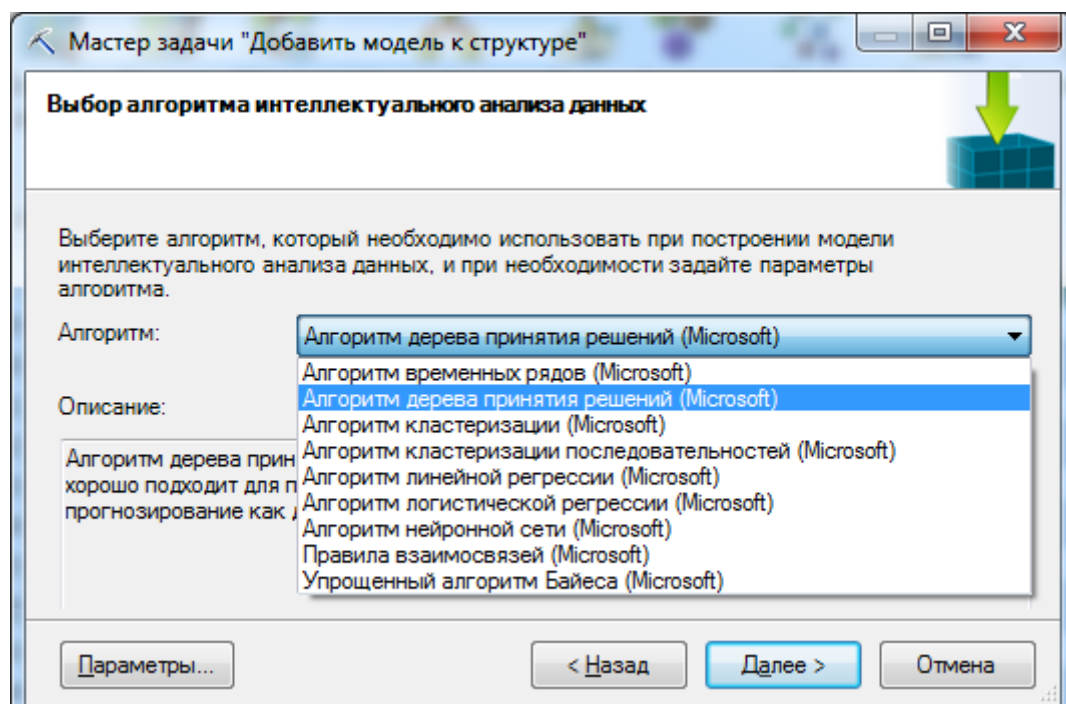 Мастер задачи "Добавить модель к структуре"
Выбор алгоритма интеллектуального анализа данных
Выберите алгоритм, который необходимо использовать при построении модели
интеллектуального анализа данных, и при необходимости задайте параметры
алгоритма.
Алгоритм: Алгоритм дерева принятия решений (Microsoft)
Алгоритм временных рядов (Microsoft)
Описание: Алгоритм дерева принятия решений (Microsoft)
Алгоритм кластеризации (Microsoft)
Алгоритм кластеризации последовательностей (Microsoft)
Алгоритм линейной регрессии (Microsoft)
Алгоритм логистической регрессии (Microsoft)
Алгоритм нейронной сети (Microsoft)
Правила взаимосвязей (Microsoft)
Упрощенный алгоритм Байеса (Microsoft)
Алгоритм дерева прин
хорошо подходит для п
прогнозирование как
Параметры... < Назад Далее > Отмена